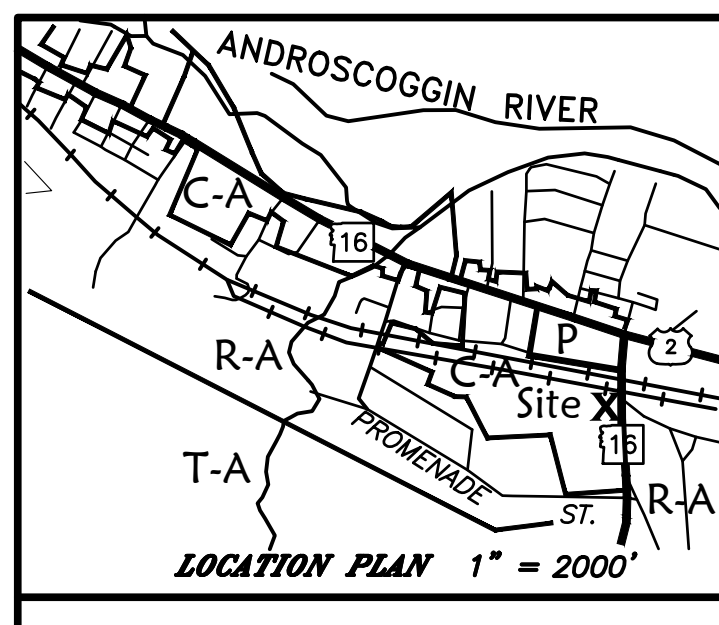 ANDROSCOGGIN RIVER
C-A
16
2
P
R-A
C-A
Site X
PROMENADE ST.
16
T-A
R-A
LOCATION PLAN 1" = 2000'